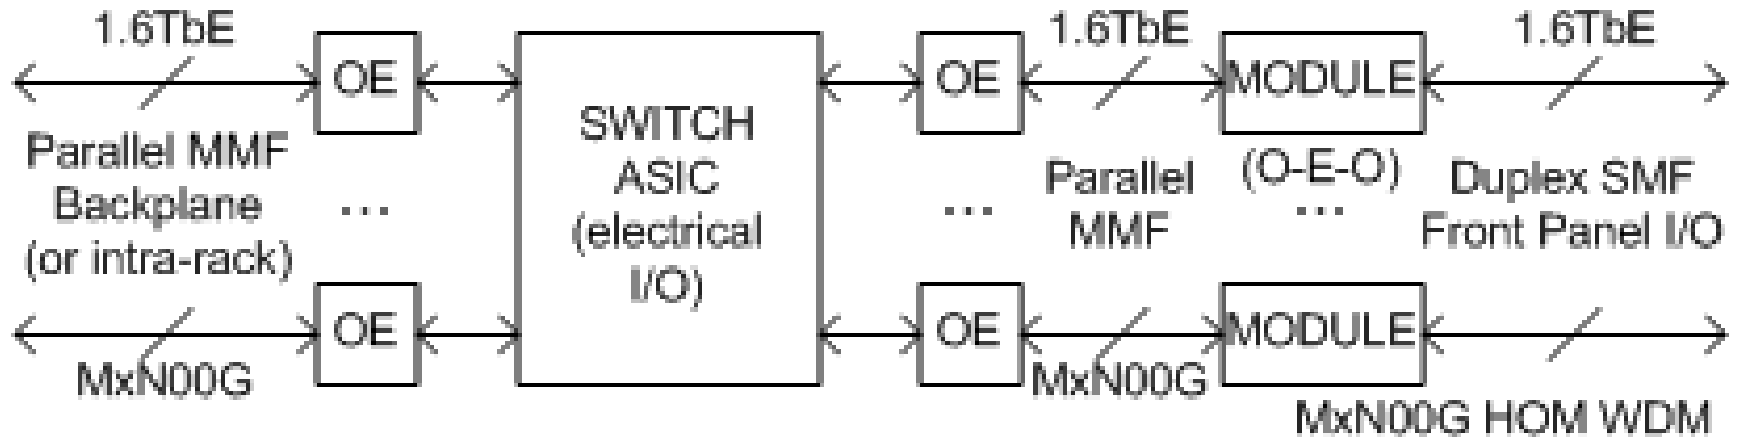 1.6TbE
OE
Parallel MMF
Backplane
(or intra-rack)
...
OE
MxN00G
SWITCH
ASIC
(electrical
I/O)
OE
...
OE
1.6TbE
Parallel
MMF
MxN00G
MODULE
(O-E-O)
...
MODULE
1.6TbE
Duplex SMF
Front Panel I/O
MxN00G HOM WDM